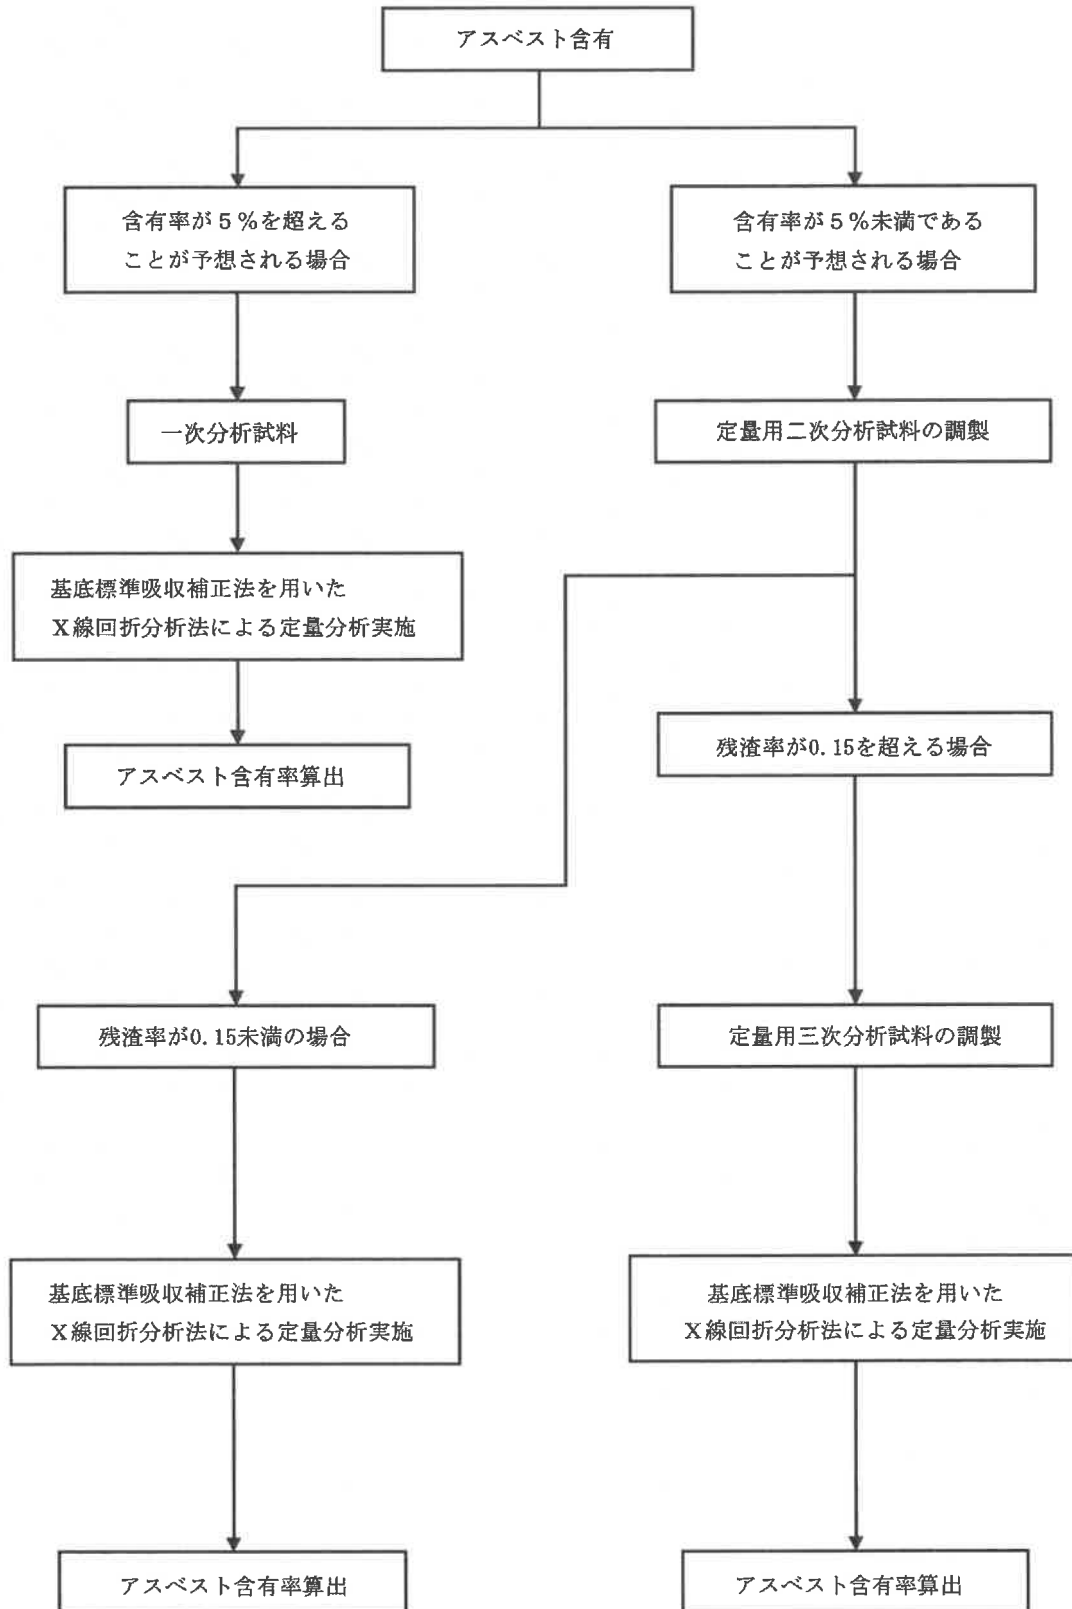 アスベスト含有
含有率が5%を超える
ことが予想される場合
含有率が5%未満である
ことが予想される場合
一次分析試料
定量用二次分析試料の調製
基底標準吸収補正法を用いた
X線回折分析法による定量分析実施
残渣率が0.15を超える場合
アスベスト含有率算出
残渣率が0.15未満の場合
定量用三次分析試料の調製
基底標準吸収補正法を用いた
X線回折分析法による定量分析実施
基底標準吸収補正法を用いた
X線回折分析法による定量分析実施
アスベスト含有率算出
アスベスト含有率算出